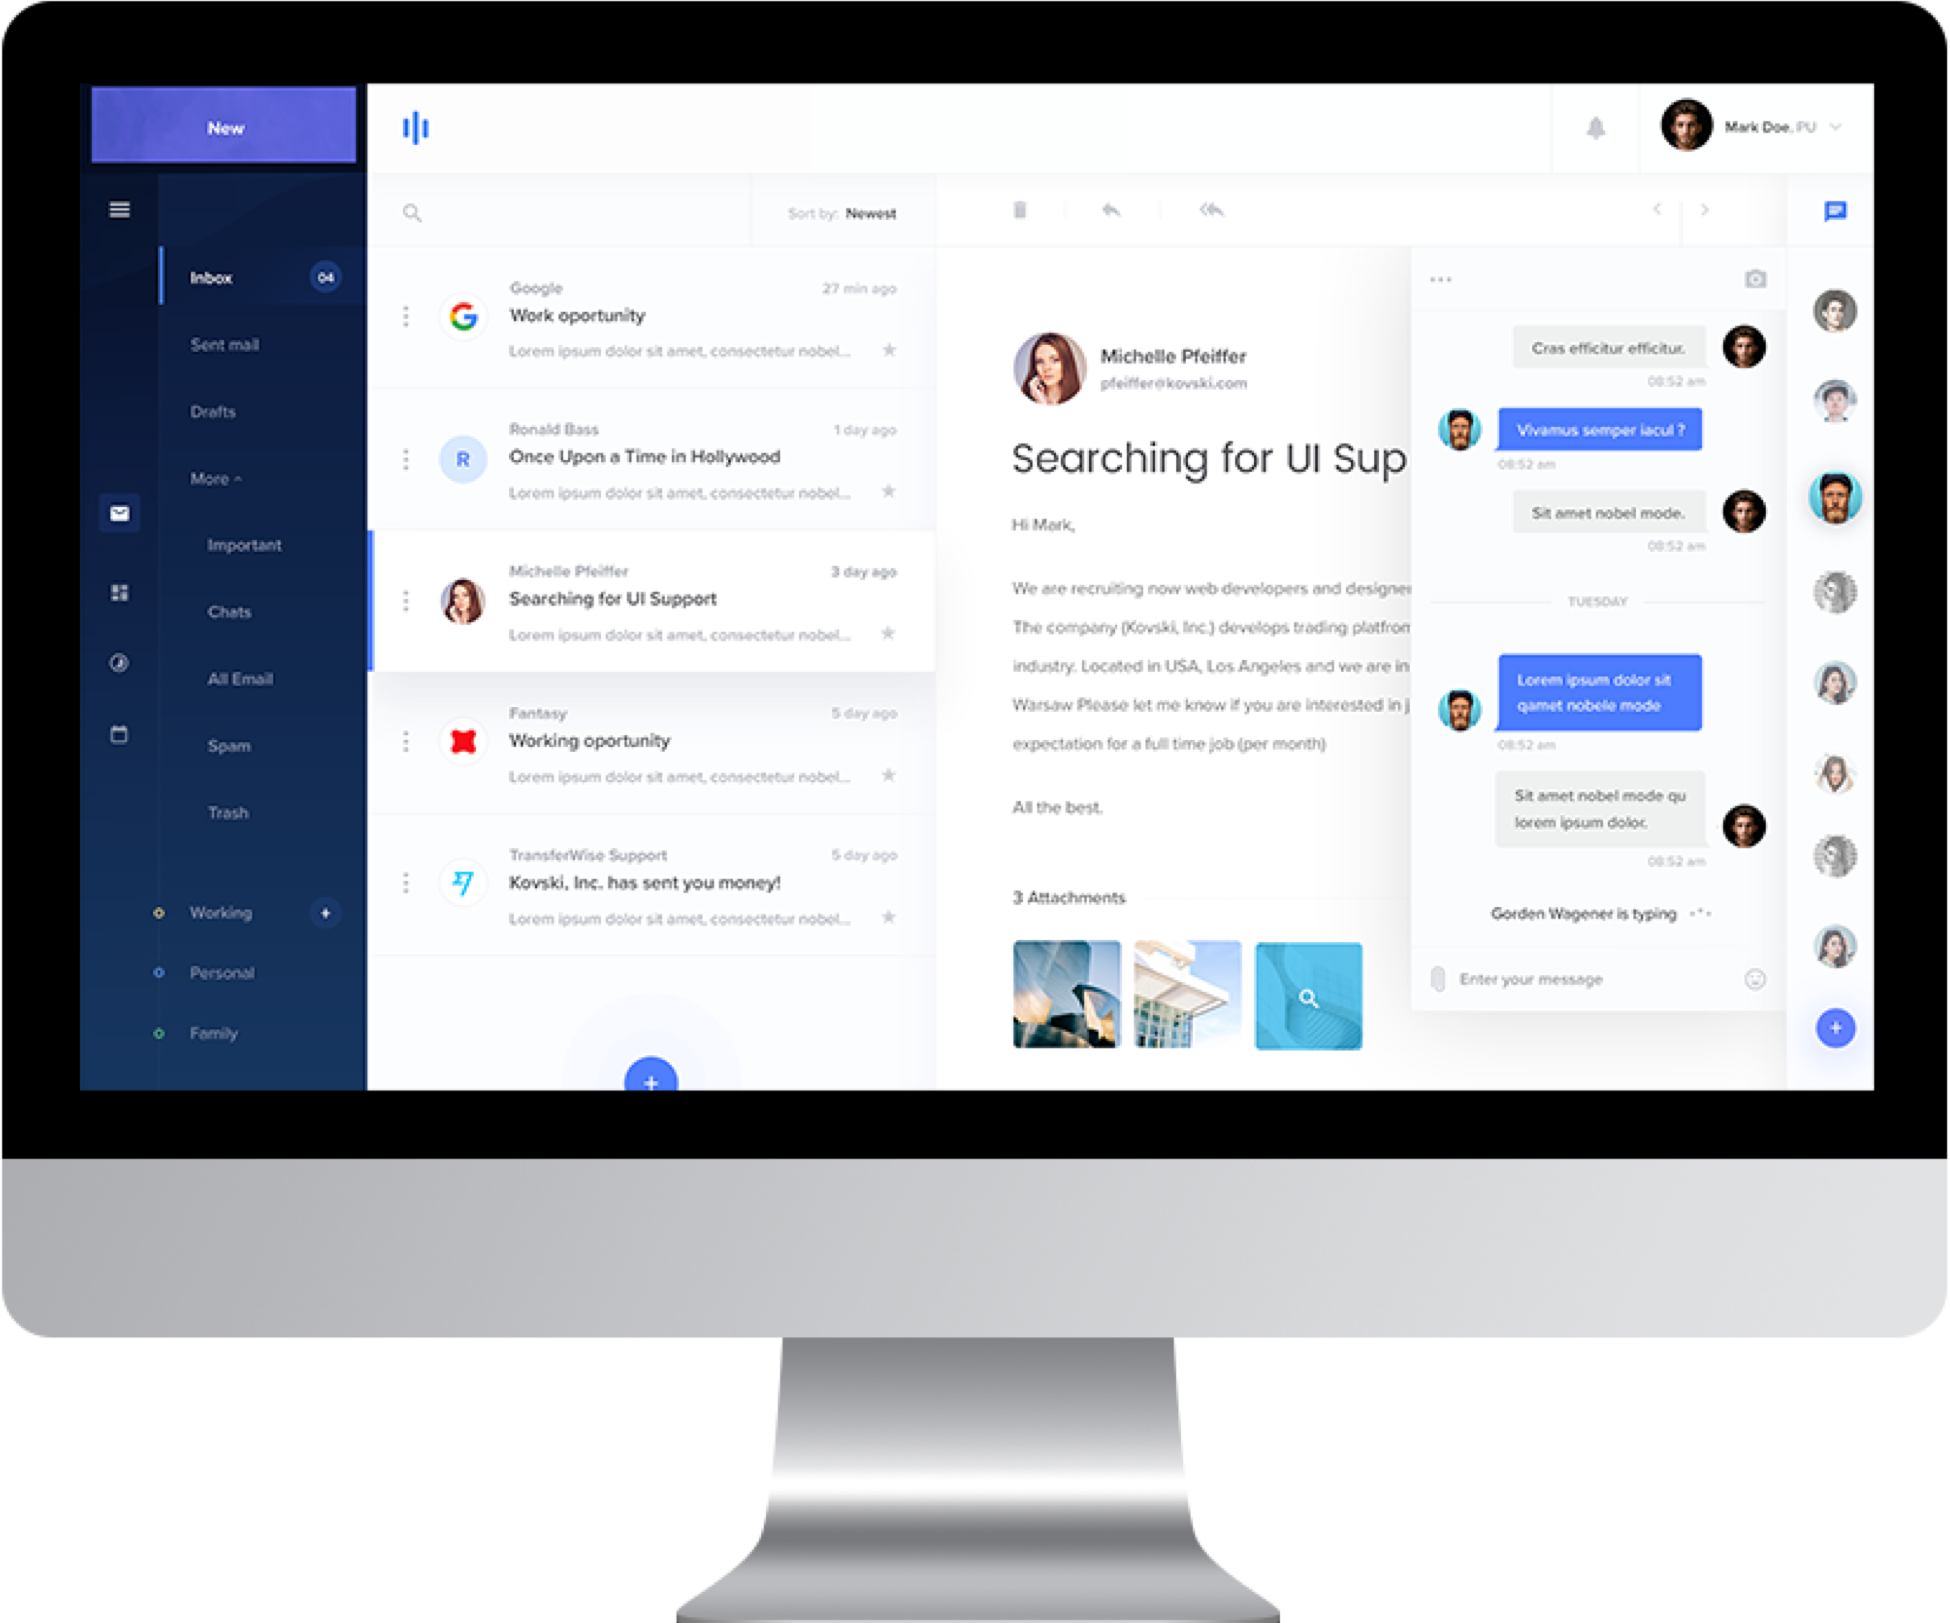 New
Mark Doe, PU
Sort by: Newest
Inbox
04
Sent mail
Drafts
More
Important
Chats
All Email
Spam
Trash
Working
+
Personal
Family
Google
27 min ago
Work oportunity
Lorem ipsum dolor sit amet, consectetur nobel...
R
Ronald Bass
1 day ago
Once Upon a Time in Hollywood
Lorem ipsum dolor sit amet, consectetur nobel...
Michelle Pfeiffer
3 day ago
Searching for UI Support
Lorem ipsum dolor sit amet, consectetur nobel...
Fantasy
5 day ago
Working oportunity
Lorem ipsum dolor sit amet, consectetur nobel...
TransferWise Support
5 day ago
Kovski, Inc. has sent you money!
Lorem ipsum dolor sit amet, consectetur nobel...
+
Michelle Pfeiffer
pfeiffer@kovski.com
Searching for UI Sup
Hi Mark,
We are recruiting now web developers and designer
The company (Kovski, Inc.) develops trading platfron
industry. Located in USA, Los Angeles and we are in
Warsaw Please let me know if you are interested in j
expectation for a full time job (per month)
All the best.
3 Attachments
...
Cras efficitur efficitur.
08:52 am
Vivamus semper iacul ?
08:52 am
Sit amet nobel mode.
08:52 am
TUESDAY
Lorem ipsum dolor sit
qamet nobele mode
08:52 am
Sit amet nobel mode qu
lorem ipsum dolor.
08:52 am
Gorden Wagener is typing
Enter your message
+